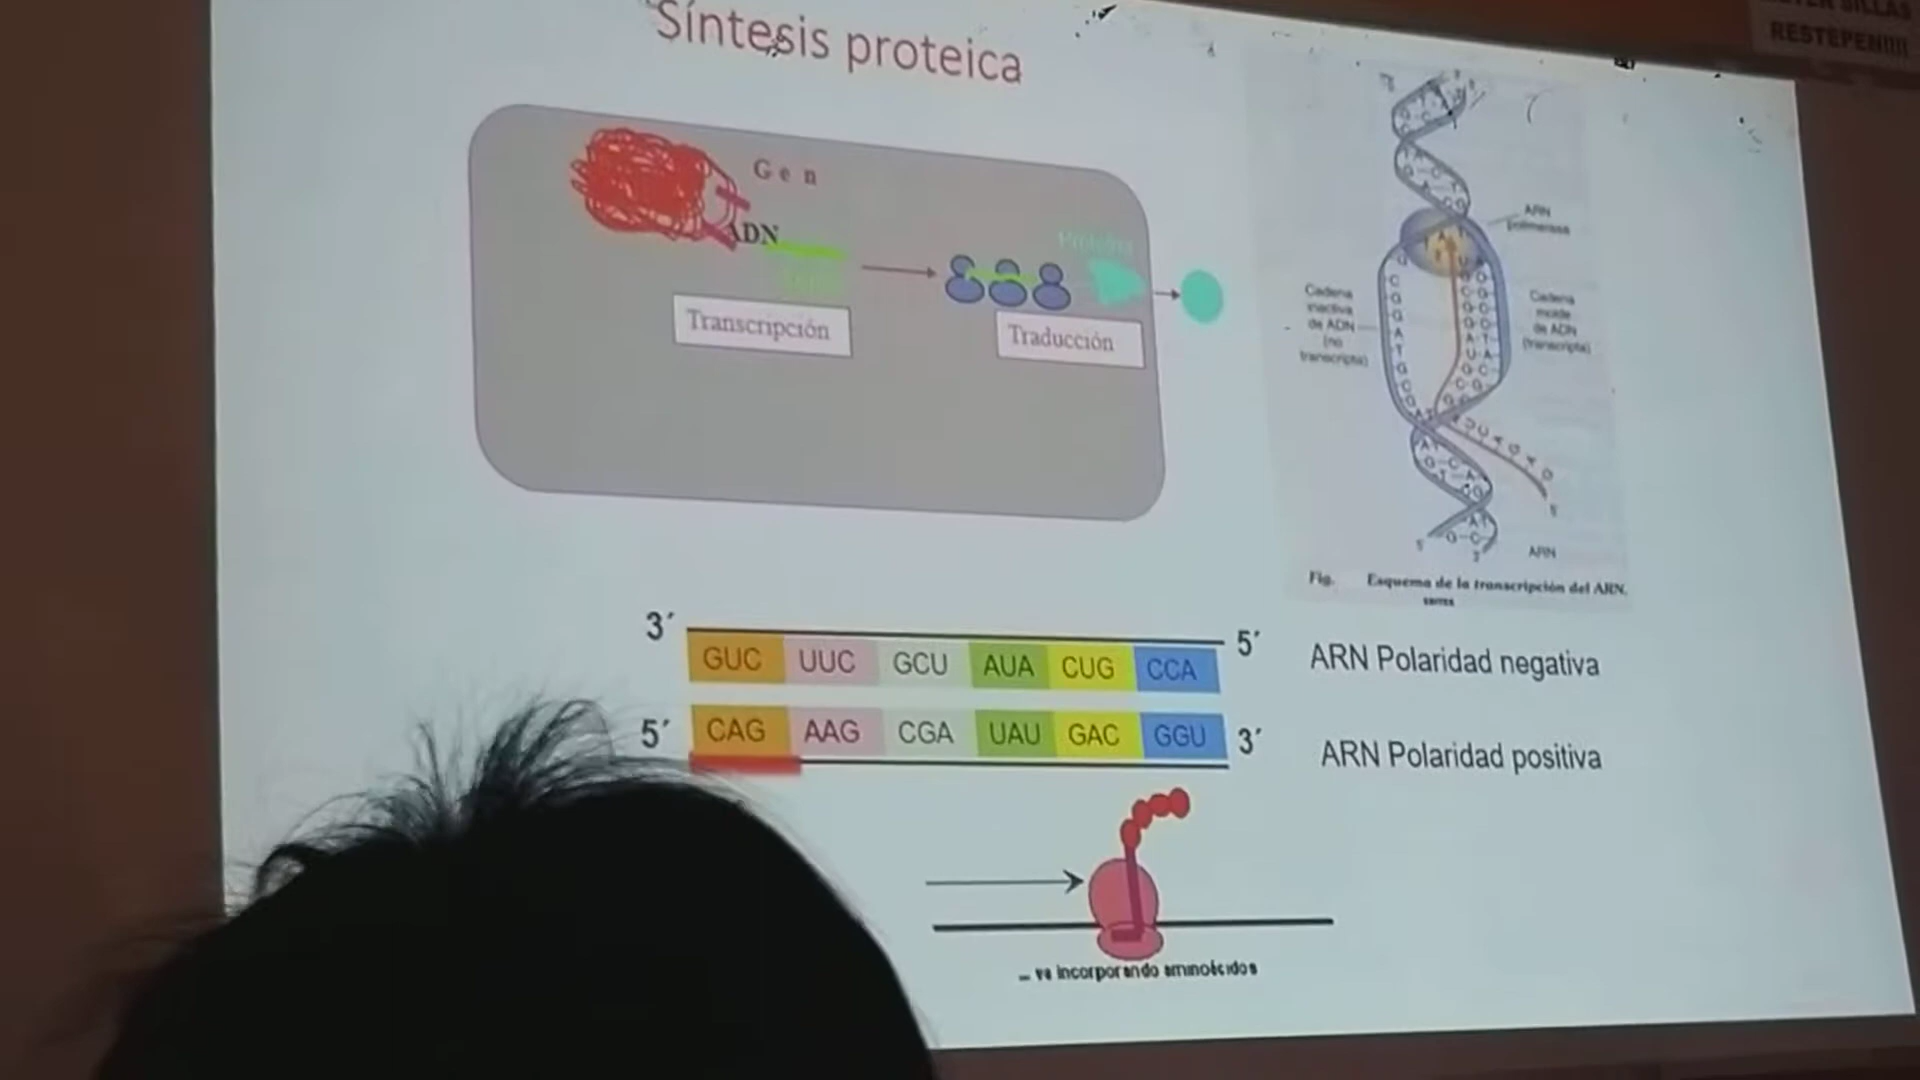 RESTEPEN!!!!
Síntesis proteica
Gen
ADN
Proteína
Transcripción
Traducción
ARN
polimerasa
Cadena
inactiva
de ADN
(no
transcripta)
Cadena
molde
de ADN
(transcripta)
ARN
Fig. Esquema de la transcripción del ARN.
3´ GUC UUC GCU AUA CUG CCA 5´ ARN Polaridad negativa
5´ CAG AAG CGA UAU GAC GGU 3´ ARN Polaridad positiva
... va incorporando aminoácidos